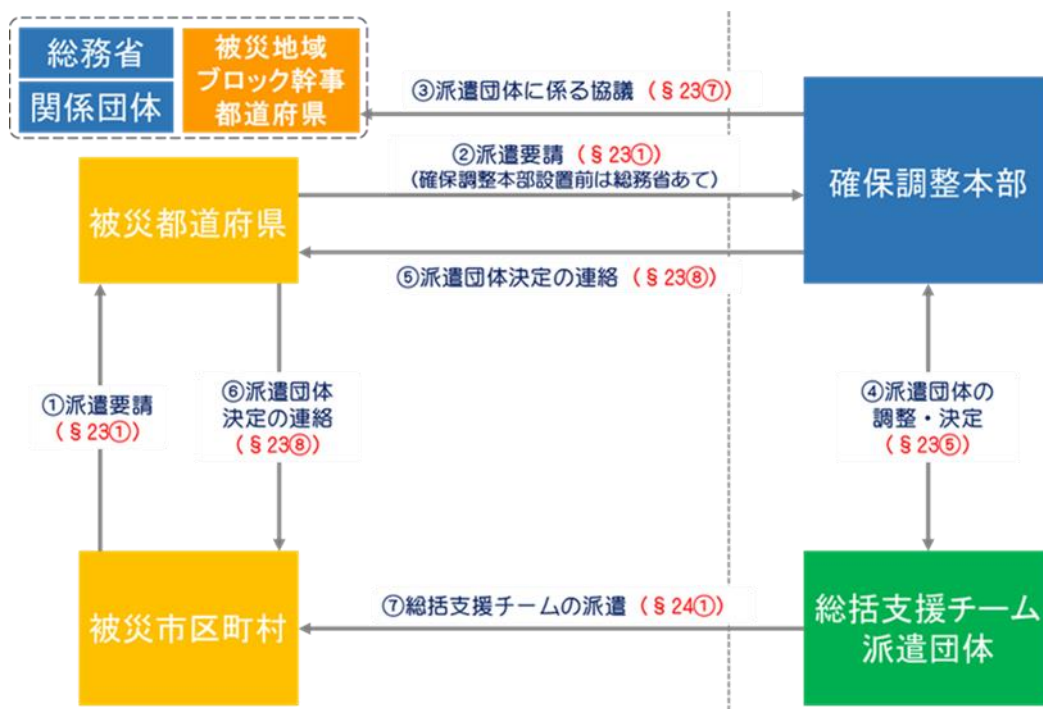 総務省
関係団体
被災地域
ブロック幹事
都道府県
③派遣団体に係る協議(§23⑦)
②派遣要請(§23①)
(確保調整本部設置前は総務省あて)
確保調整本部
被災都道府県
⑤派遣団体決定の連絡(§23⑧)
①派遣要請
(§23①)
⑥派遣団体
決定の連絡
(§23⑧)
④派遣団体の
調整・決定
(§23⑤)
被災市区町村
⑦総括支援チームの派遣(§24①)
総括支援チーム
派遣団体